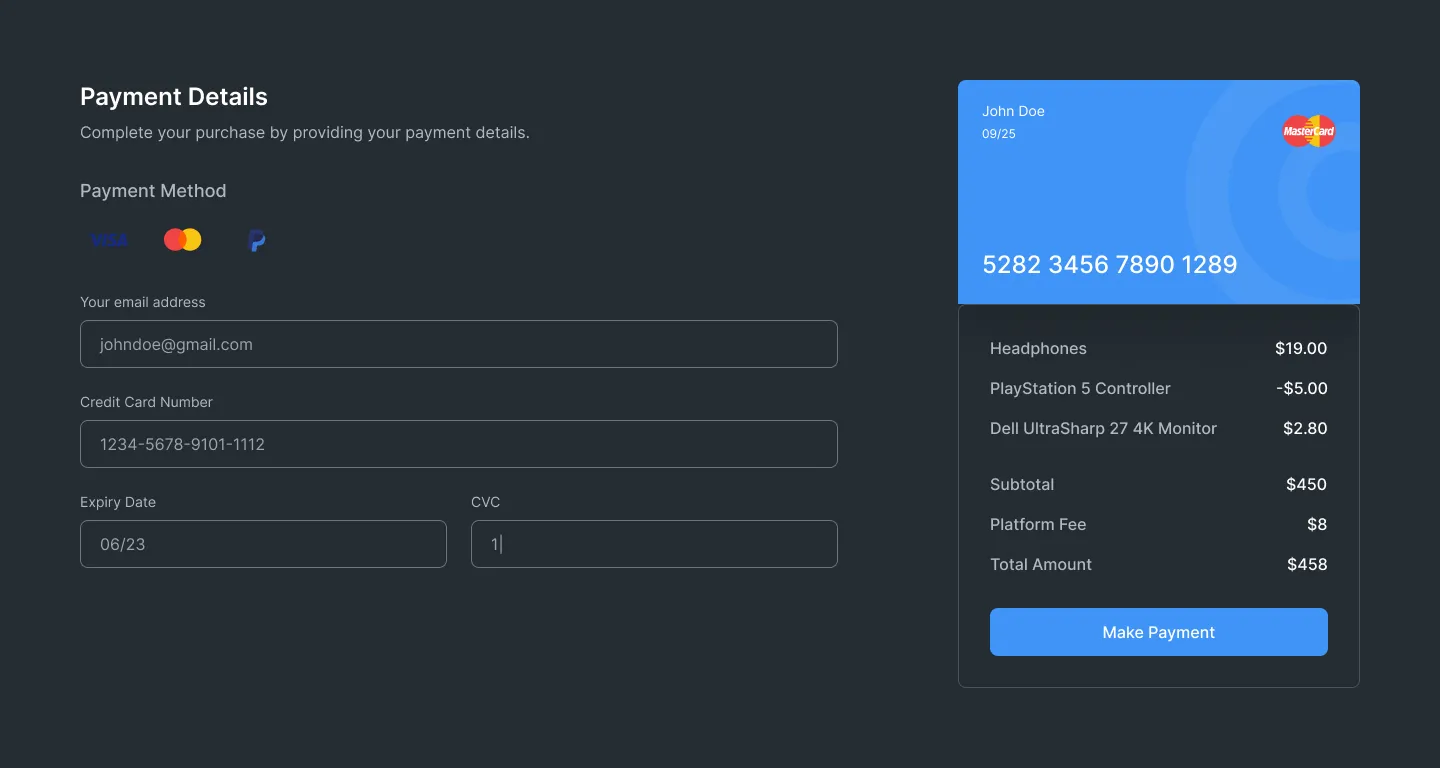 Payment Details
Complete your purchase by providing your payment details.
Payment Method
VISA
Your email address
johndoe@gmail.com
Credit Card Number
1234-5678-9101-1112
Expiry Date
CVC
06/23
1
John Doe
09/25
MasterCard
5282 3456 7890 1289
Headphones $19.00
PlayStation 5 Controller -$5.00
Dell UltraSharp 27 4K Monitor $2.80
Subtotal $450
Platform Fee $8
Total Amount $458
Make Payment